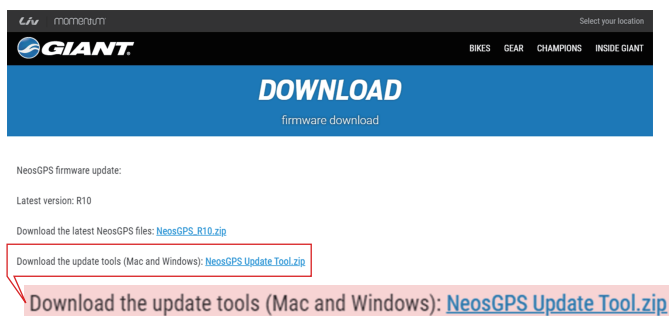 Liv momentum Select your location
GIANT. BIKES GEAR CHAMPIONS INSIDE GIANT
DOWNLOAD
firmware download
NeosGPS firmware update:
Latest version: R10
Download the latest NeosGPS files: NeosGPS_R10.zip
Download the update tools (Mac and Windows): NeosGPS Update Tool.zip
Download the update tools (Mac and Windows): NeosGPS Update Tool.zip